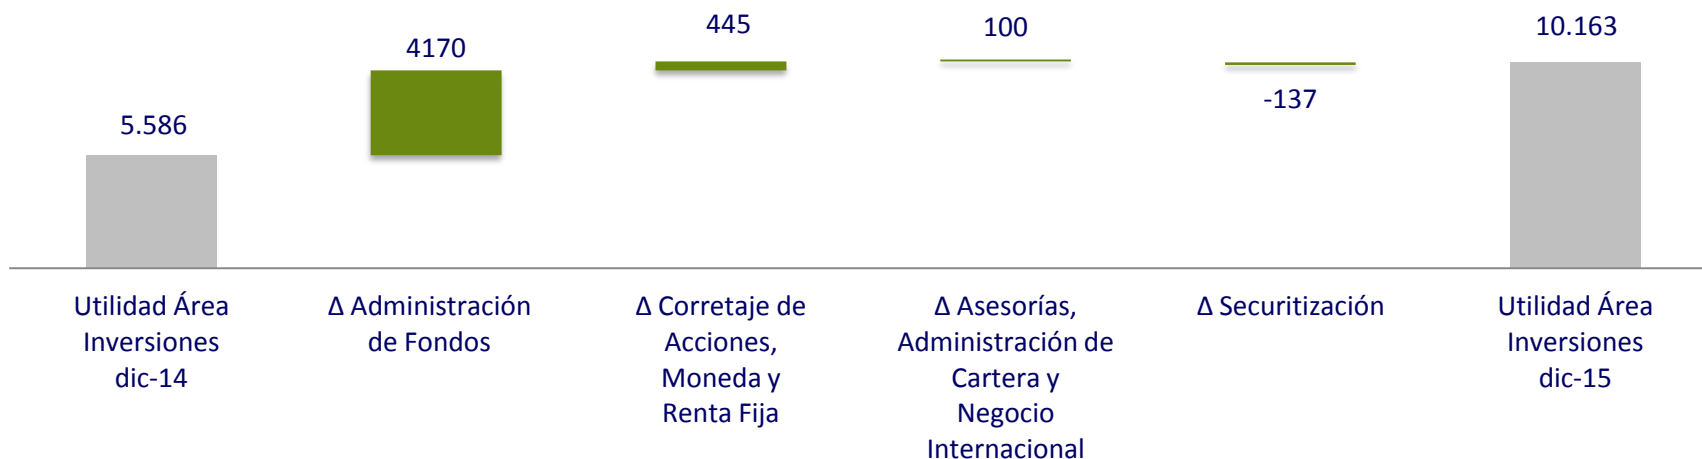 5.586
4170
445
100
-137
10.163
Utilidad Área
Inversiones
dic-14
Δ Administración
de Fondos
Δ Corretaje de
Acciones,
Moneda y
Renta Fija
Δ Asesorías,
Administración de
Cartera y
Negocio
Internacional
Δ Securitización
Utilidad Área
Inversiones
dic-15